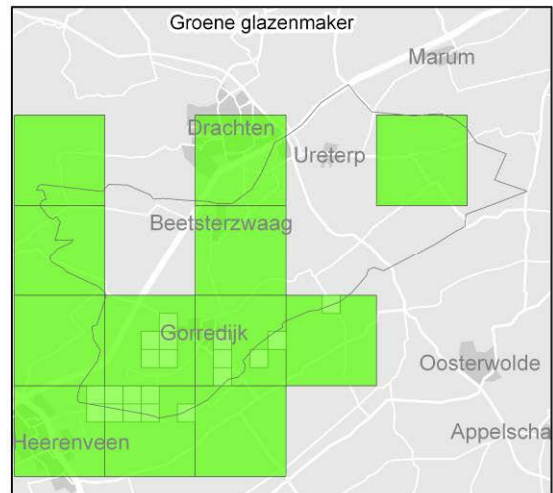 Groene glazenmaker
Marum
Drachten
Ureterp
Beetsterzwaag
Gorredijk
Oosterwolde
Appelscha
Heerenveen